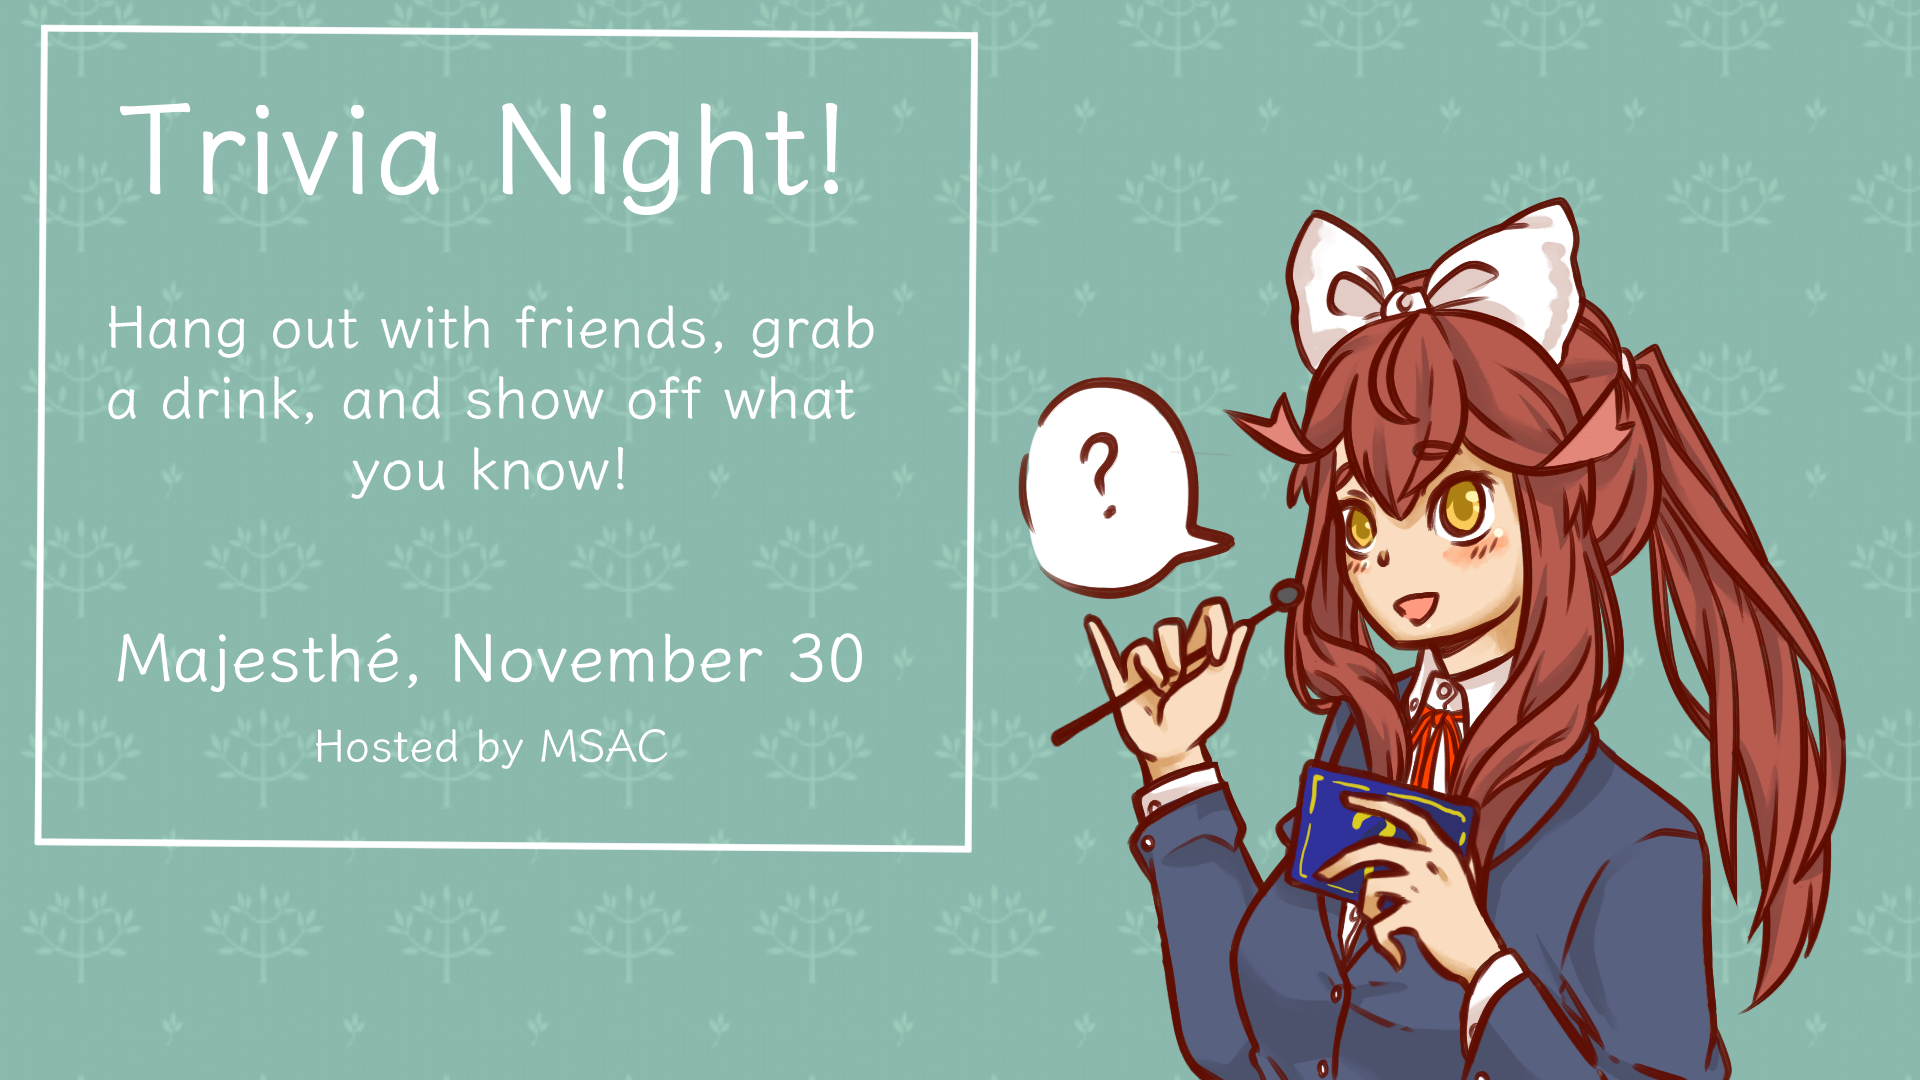 Trivia Night!
Hang out with friends, grab
a drink, and show off what
you know!
Majesthé, November 30
Hosted by MSAC
?
?